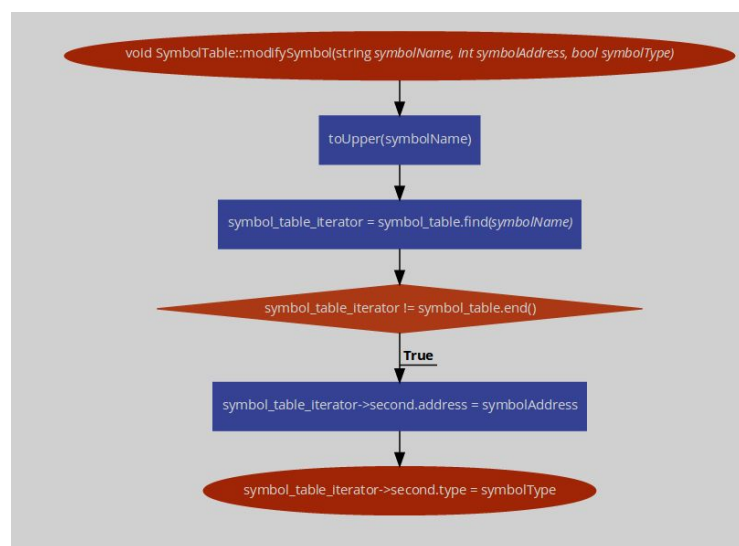 void SymbolTable::modifySymbol(string symbolName, int symbolAddress, bool symbolType)
toUpper(symbolName)
symbol_table_iterator = symbol_table.find(symbolName)
symbol_table_iterator != symbol_table.end()
True
symbol_table_iterator->second.address = symbolAddress
symbol_table_iterator->second.type = symbolType